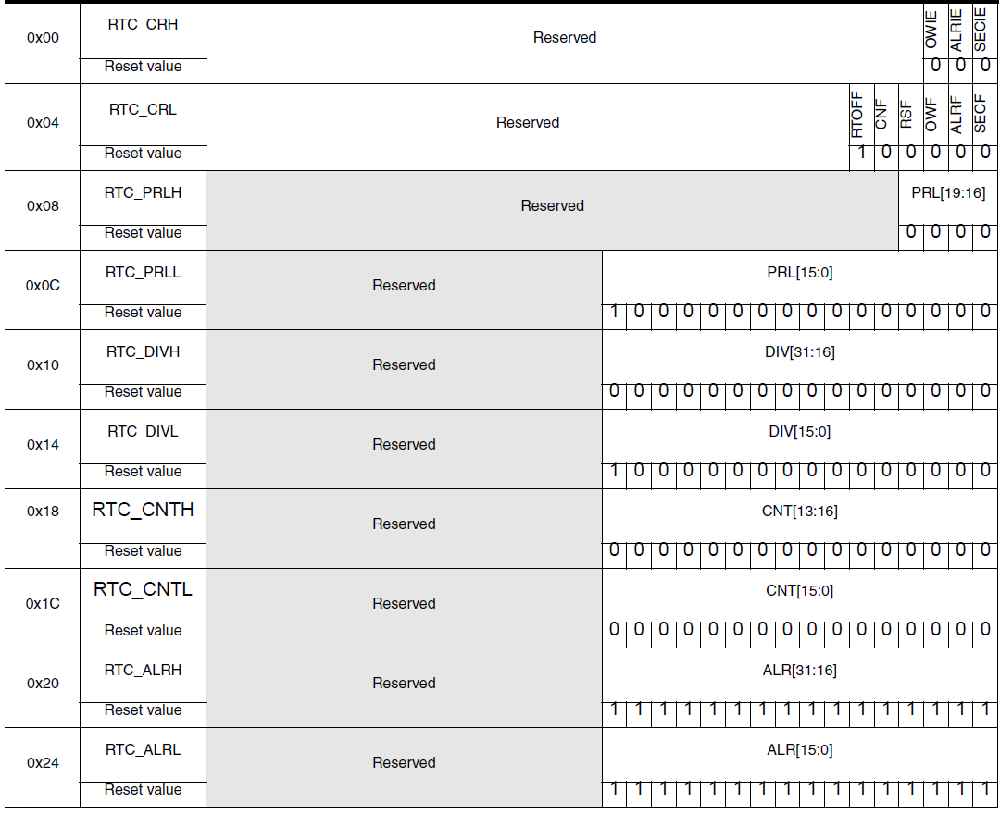 0x00 RTC_CRH Reserved OWIE ALRIE SECIE
Reset value 0 0 0
0x04 RTC_CRL Reserved RTOFF CNF RSF OWF ALRF SECF
Reset value 1 0 0 0 0 0
0x08 RTC_PRLH Reserved PRL[19:16]
Reset value 0 0 0 0
0x0C RTC_PRLL Reserved PRL[15:0]
Reset value 1 0 0 0 0 0 0 0 0 0 0 0 0 0 0 0
0x10 RTC_DIVH Reserved DIV[31:16]
Reset value 0 0 0 0 0 0 0 0 0 0 0 0 0 0 0 0
0x14 RTC_DIVL Reserved DIV[15:0]
Reset value 1 0 0 0 0 0 0 0 0 0 0 0 0 0 0 0
0x18 RTC_CNTH Reserved CNT[13:16]
Reset value 0 0 0 0 0 0 0 0 0 0 0 0 0 0 0 0
0x1C RTC_CNTL Reserved CNT[15:0]
Reset value 0 0 0 0 0 0 0 0 0 0 0 0 0 0 0 0
0x20 RTC_ALRH Reserved ALR[31:16]
Reset value 1 1 1 1 1 1 1 1 1 1 1 1 1 1 1 1
0x24 RTC_ALRL Reserved ALR[15:0]
Reset value 1 1 1 1 1 1 1 1 1 1 1 1 1 1 1 1